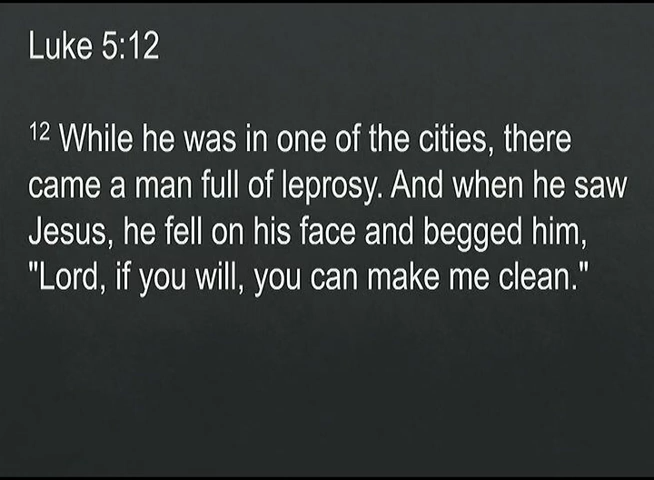 Luke 5:12
12 While he was in one of the cities, there
came a man full of leprosy. And when he saw
Jesus, he fell on his face and begged him,
"Lord, if you will, you can make me clean."